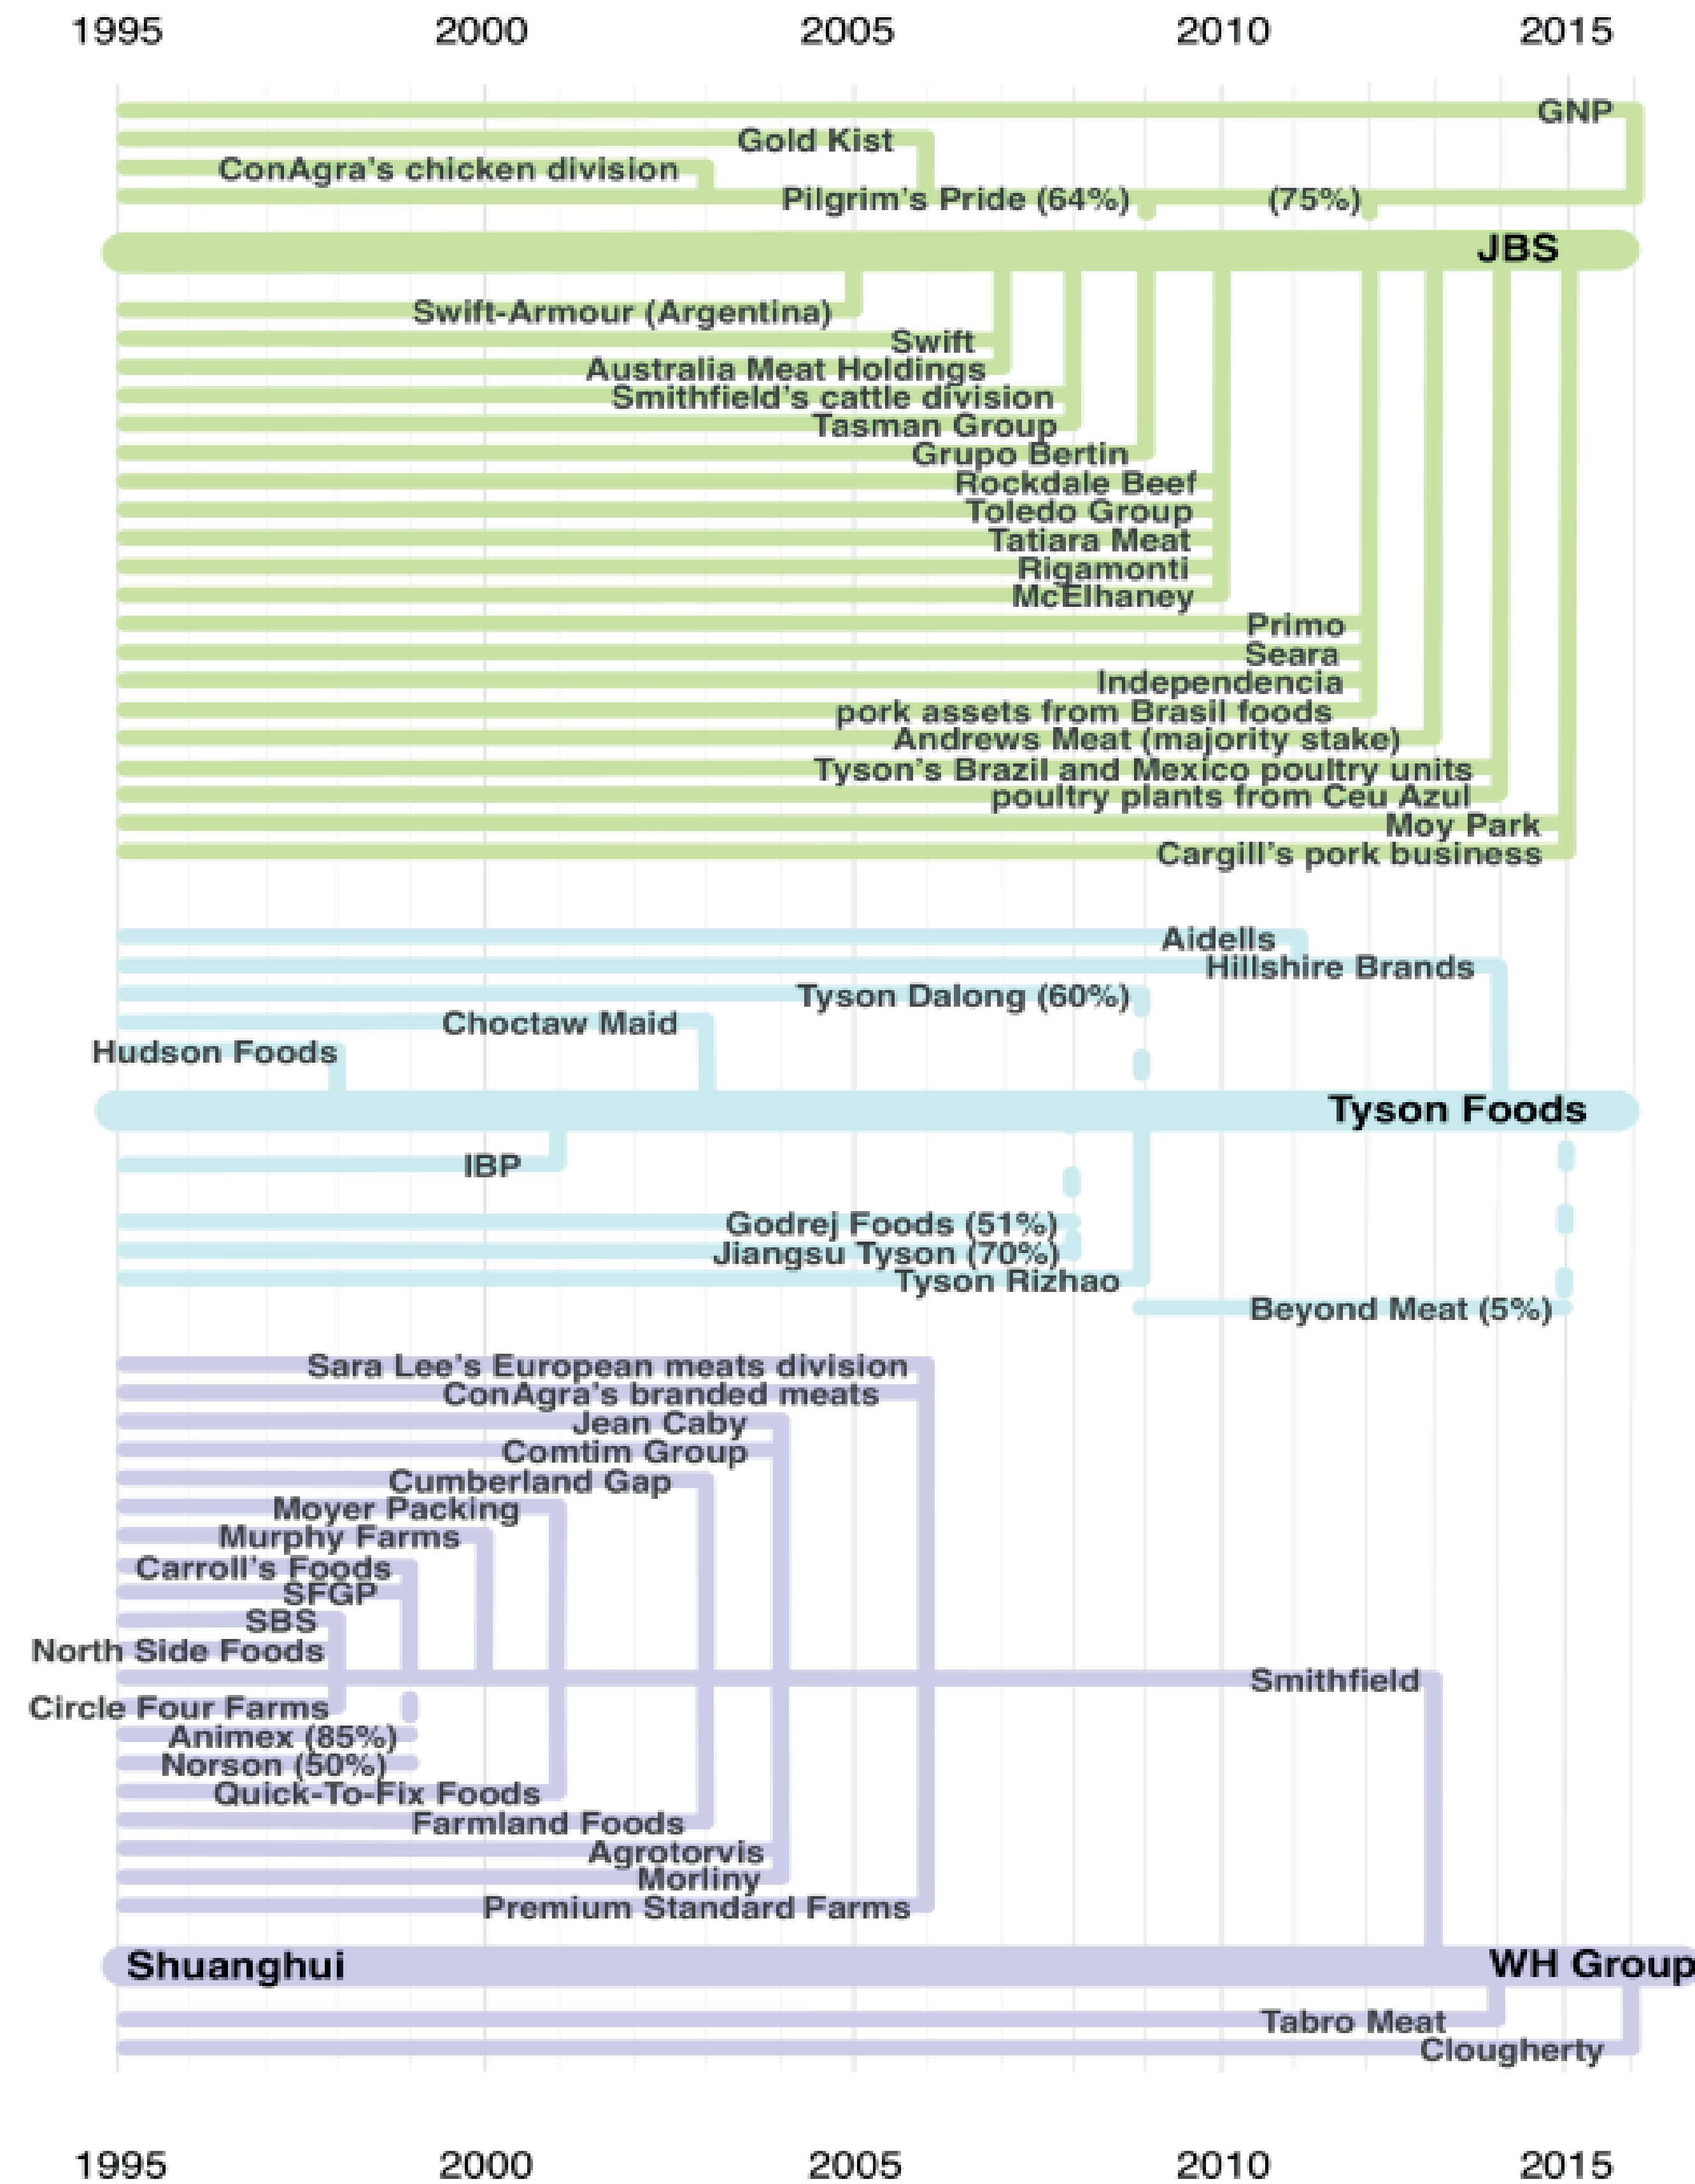 1995 2000 2005 2010 2015
GNP
Gold Kist
ConAgra's chicken division
Pilgrim's Pride (64%) (75%)
JBS
Swift-Armour (Argentina)
Swift
Australia Meat Holdings
Smithfield's cattle division
Tasman Group
Grupo Bertin
Rockdale Beef
Toledo Group
Tatiara Meat
Rigamonti
McElhaney
Primo
Seara
Independencia
pork assets from Brasil foods
Andrews Meat (majority stake)
Tyson's Brazil and Mexico poultry units
poultry plants from Ceu Azul
Moy Park
Cargill's pork business
Aidells
Hillshire Brands
Tyson Dalong (60%)
Choctaw Maid
Hudson Foods
Tyson Foods
IBP
Godrej Foods (51%)
Jiangsu Tyson (70%)
Tyson Rizhao
Beyond Meat (5%)
Sara Lee's European meats division
ConAgra's branded meats
Jean Caby
Comtim Group
Cumberland Gap
Moyer Packing
Murphy Farms
Carroll's Foods
SFGP
SBS
North Side Foods
Smithfield
Circle Four Farms
Animex (85%)
Norson (50%)
Quick-To-Fix Foods
Farmland Foods
Agrotorvis
Morliny
Premium Standard Farms
Shuanghui WH Group
Tabro Meat
Clougherty
1995 2000 2005 2010 2015